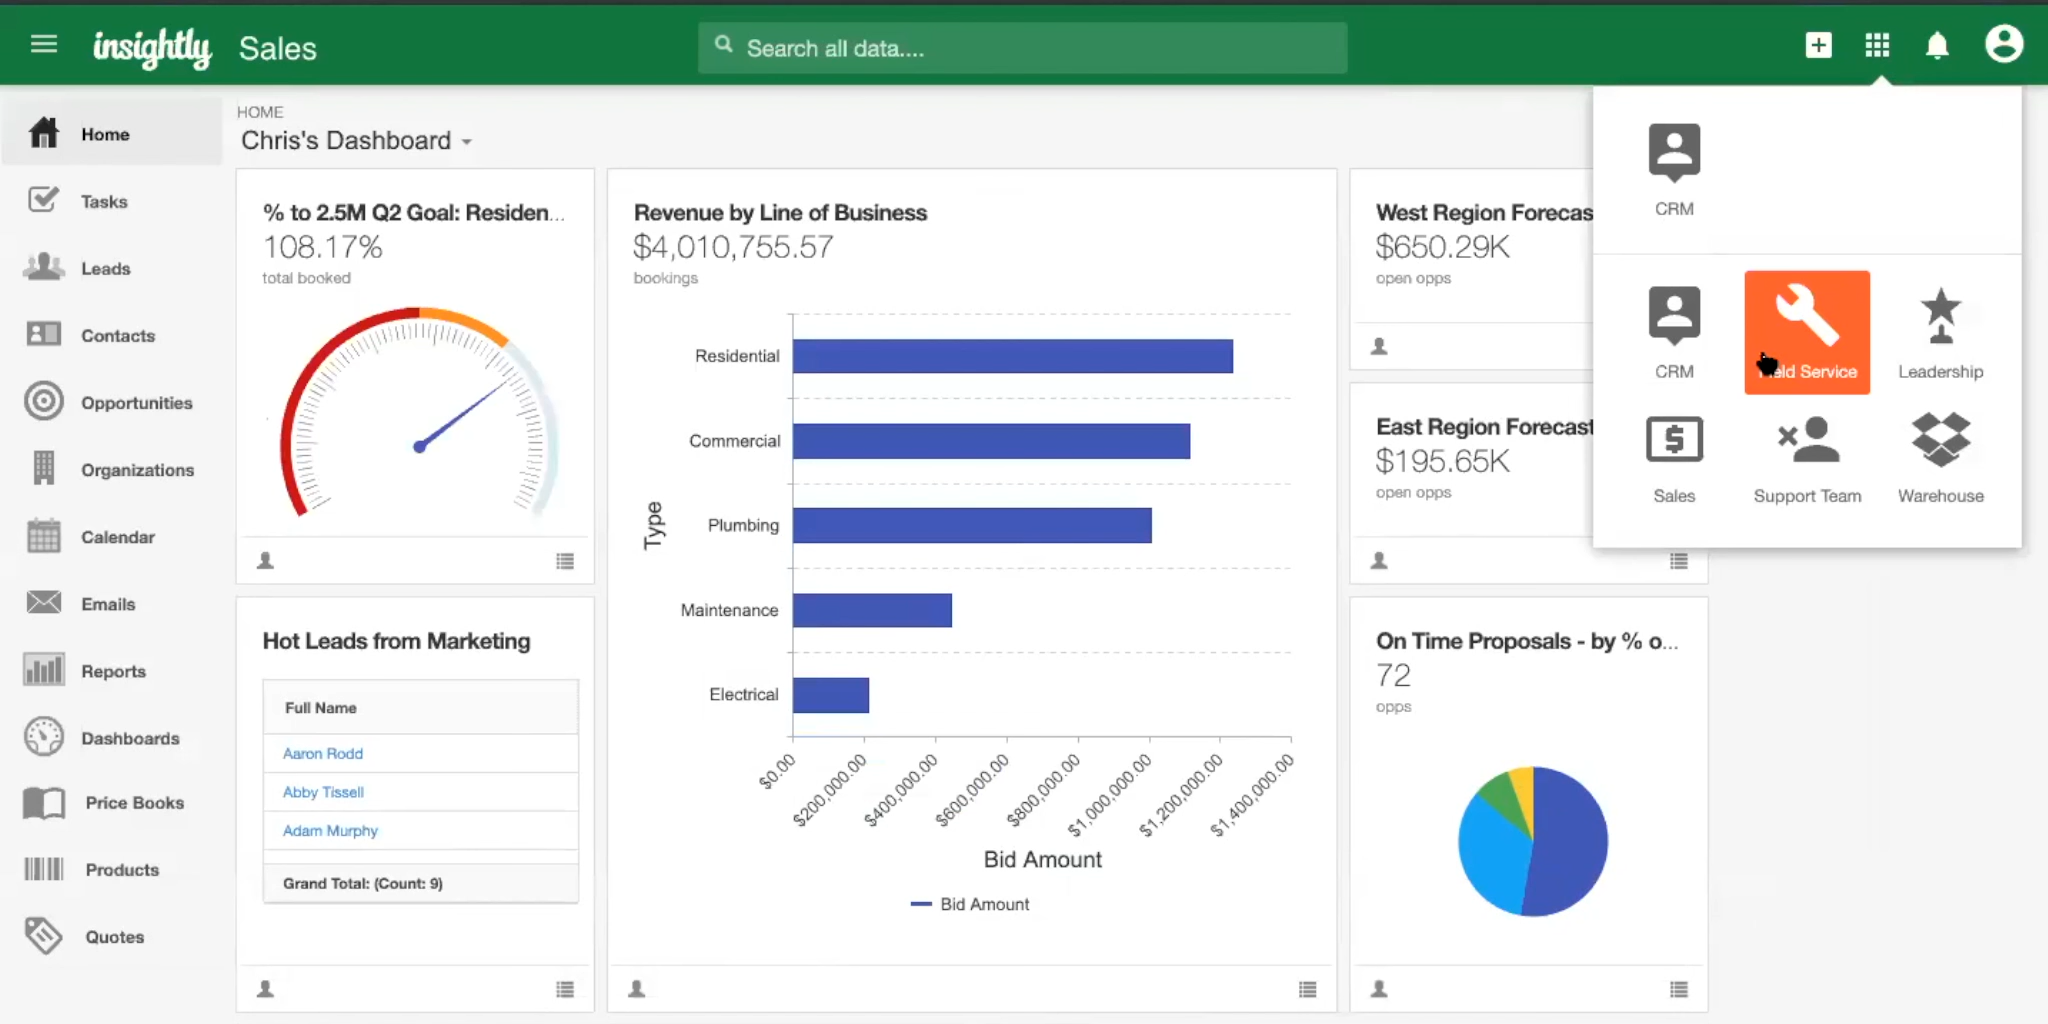 insightly Sales
Search all data....
Home
Tasks
Leads
Contacts
Opportunities
Organizations
Calendar
Emails
Reports
Dashboards
Price Books
Products
Quotes
HOME
Chris's Dashboard
% to 2.5M Q2 Goal: Residen...
108.17%
total booked
Hot Leads from Marketing
Full Name
Aaron Rodd
Abby Tissell
Adam Murphy
Grand Total: (Count: 9)
Revenue by Line of Business
$4,010,755.57
bookings
Type
Residential
Commercial
Plumbing
Maintenance
Electrical
$0.00
$200,000.00
$400,000.00
$600,000.00
$800,000.00
$1,000,000.00
$1,200,000.00
$1,400,000.00
Bid Amount
Bid Amount
West Region Forecas
$650.29K
open opps
East Region Forecast
$195.65K
open opps
On Time Proposals - by % o...
72
opps
CRM
CRM
Service
Leadership
Sales
Support Team
Warehouse